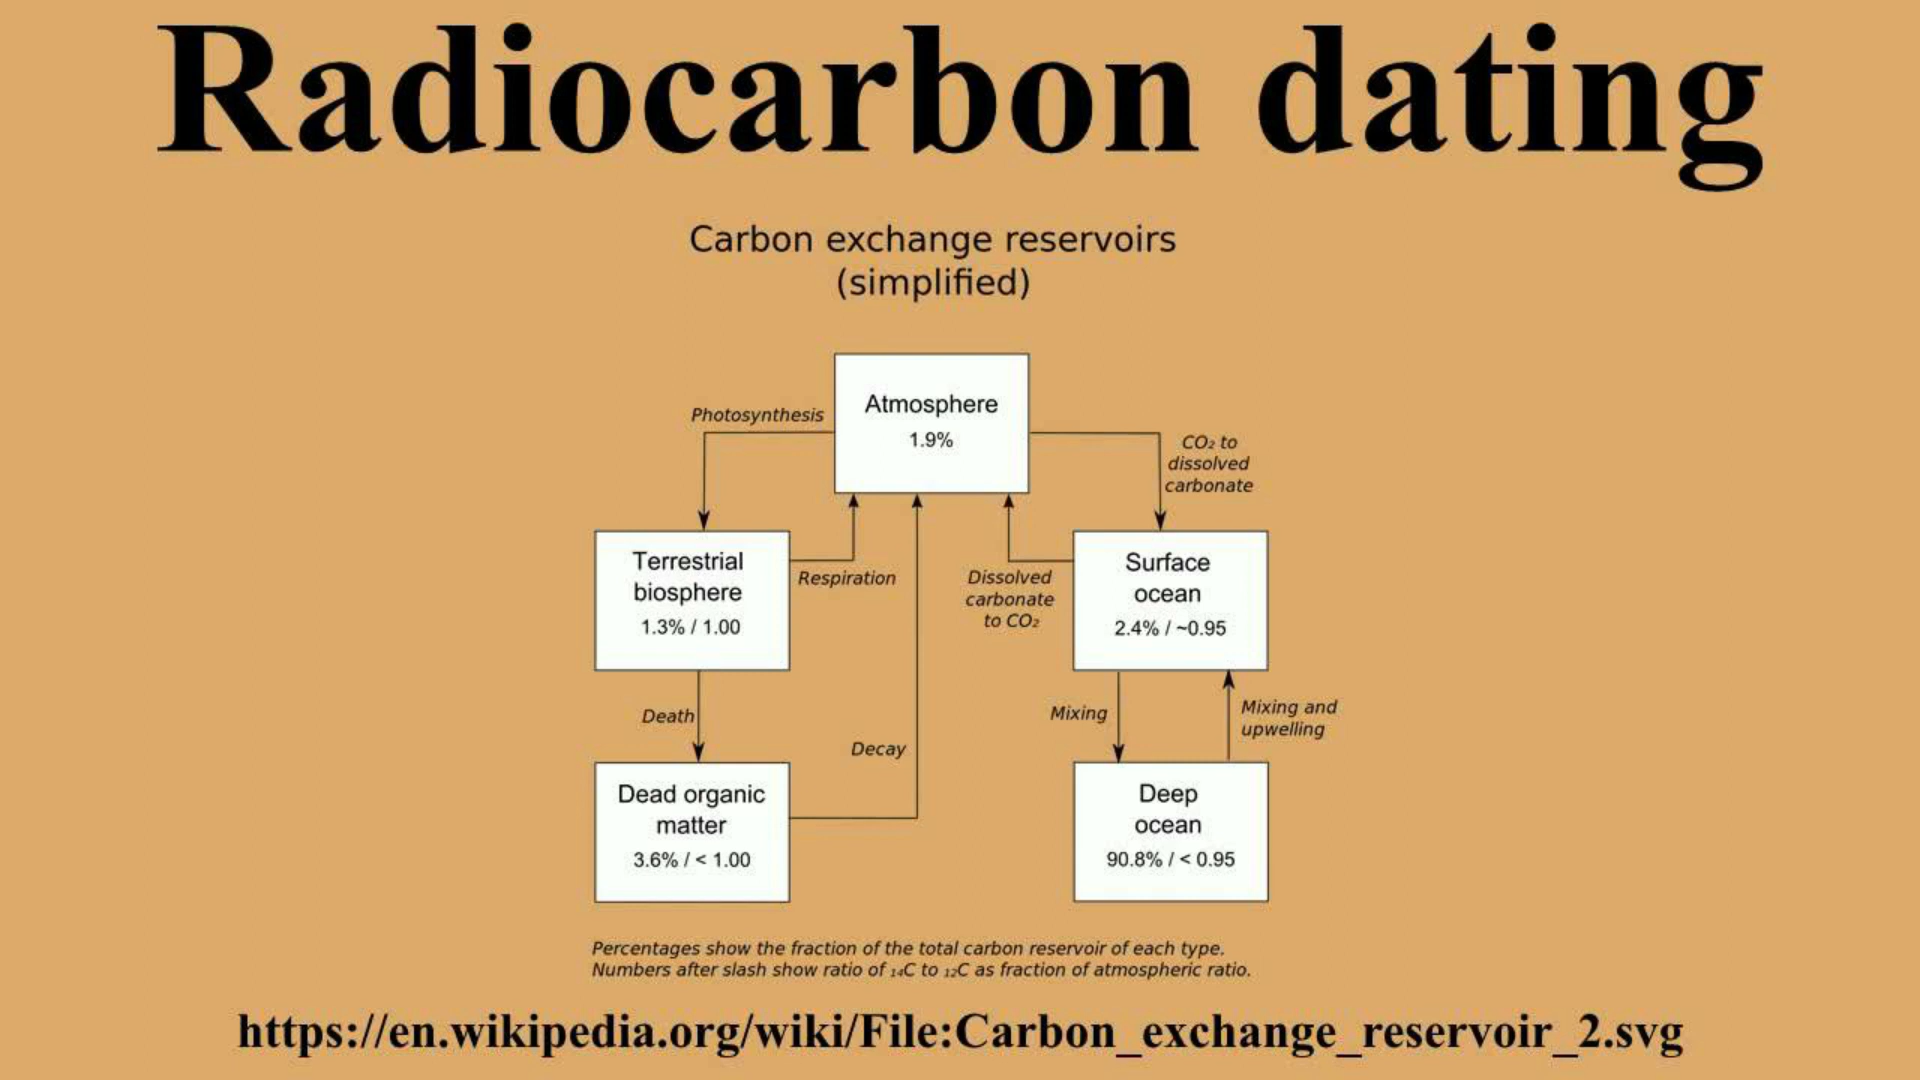 Radiocarbon dating
Carbon exchange reservoirs
(simplified)
Atmosphere
1.9%
Photosynthesis
CO₂ to
dissolved
carbonate
Terrestrial
biosphere
1.3% / 1.00
Respiration
Dissolved
carbonate
to CO₂
Surface
ocean
2.4% / ~0.95
Death
Decay
Mixing
Mixing and
upwelling
Dead organic
matter
3.6% / < 1.00
Deep
ocean
90.8% / < 0.95
Percentages show the fraction of the total carbon reservoir of each type.
Numbers after slash show ratio of ₁₄C to ₁₂C as fraction of atmospheric ratio.
https://en.wikipedia.org/wiki/File:Carbon_exchange_reservoir_2.svg